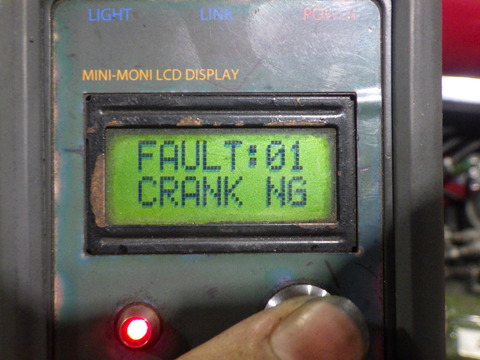 LIGHT LINK POWER
MINI-MONI LCD DISPLAY
FAULT:01
CRANK NG